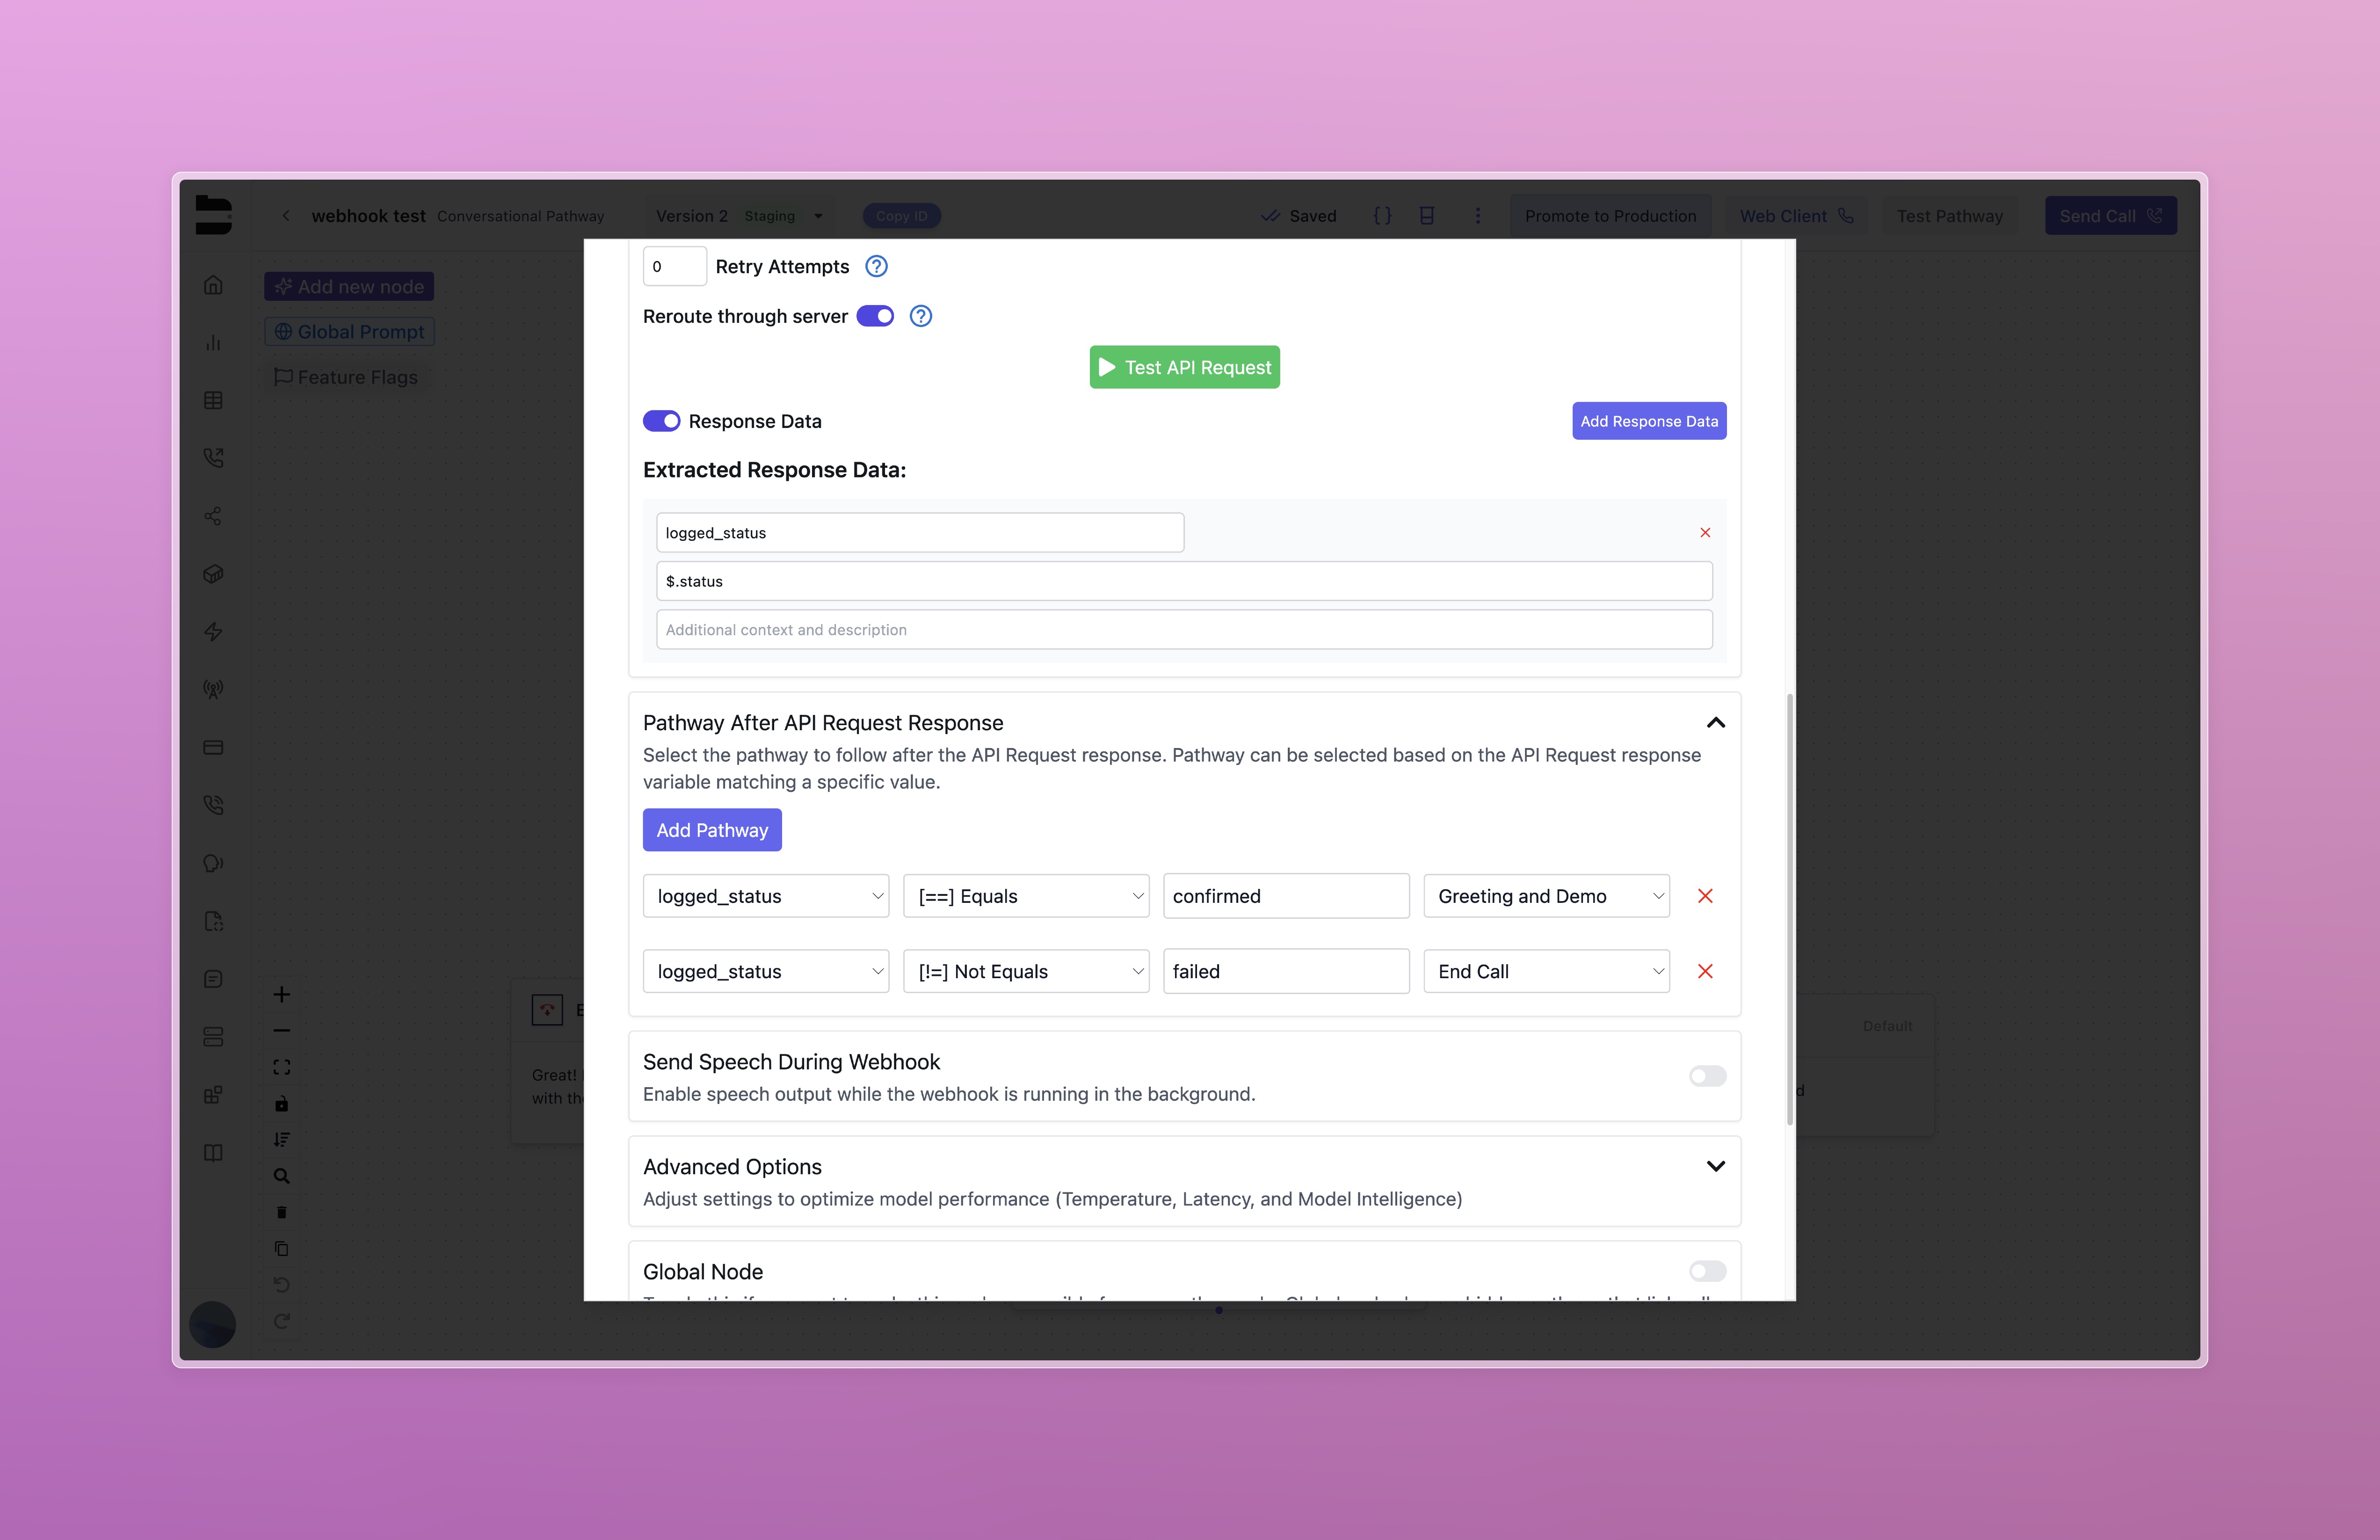 webhook test Conversational Pathway Version 2 Staging Copy ID Saved Promote to Production Web Client Test Pathway Send Call
Add new node
Global Prompt
Feature Flags
0 Retry Attempts ?
Reroute through server ?
Test API Request
Response Data Add Response Data
Extracted Response Data:
logged_status
$.status
Additional context and description
Pathway After API Request Response
Select the pathway to follow after the API Request response. Pathway can be selected based on the API Request response
variable matching a specific value.
Add Pathway
logged_status [==] Equals confirmed Greeting and Demo
logged_status [!=] Not Equals failed End Call
Great!
with the
Default
Send Speech During Webhook
Enable speech output while the webhook is running in the background.
Advanced Options
Adjust settings to optimize model performance (Temperature, Latency, and Model Intelligence)
Global Node